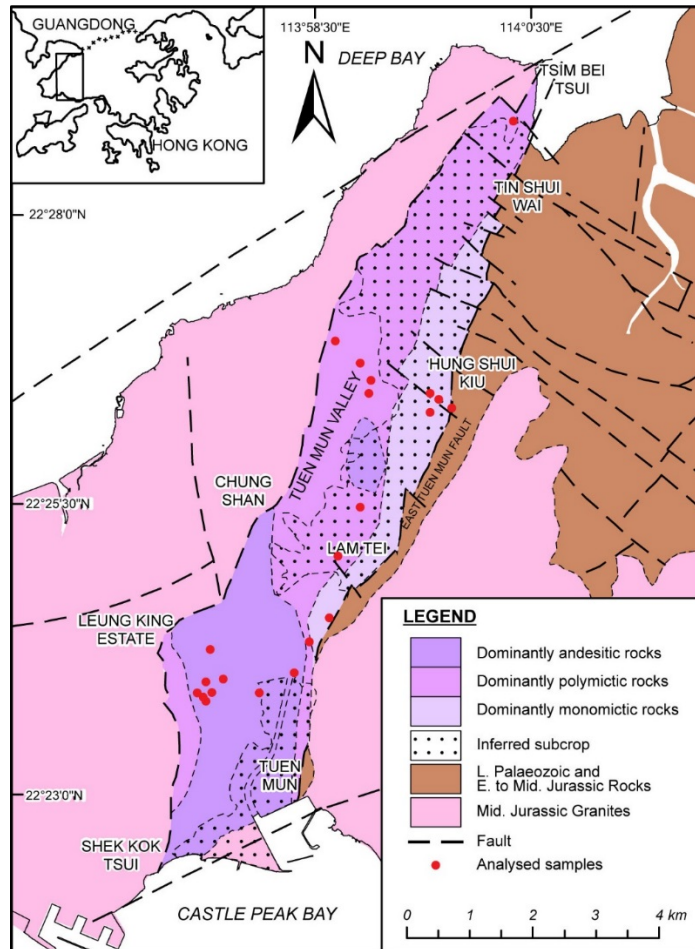 GUANGDONG
HONG KONG
113°58'30"E
114°0'30"E
N
DEEP BAY
TSIM BEI
TSUI
22°28'0"N
TIN SHUI
WAI
HUNG SHUI
KIU
TUEN MUN VALLEY
EAST TUEN MUN FAULT
CHUNG
SHAN
22°25'30"N
LAM TEI
LEUNG KING
ESTATE
TUEN
MUN
22°23'0"N
SHEK KOK
TSUI
CASTLE PEAK BAY
LEGEND
Dominantly andesitic rocks
Dominantly polymictic rocks
Dominantly monomictic rocks
Inferred subcrop
L. Palaeozoic and
E. to Mid. Jurassic Rocks
Mid. Jurassic Granites
Fault
Analysed samples
0 1 2 3 4 km